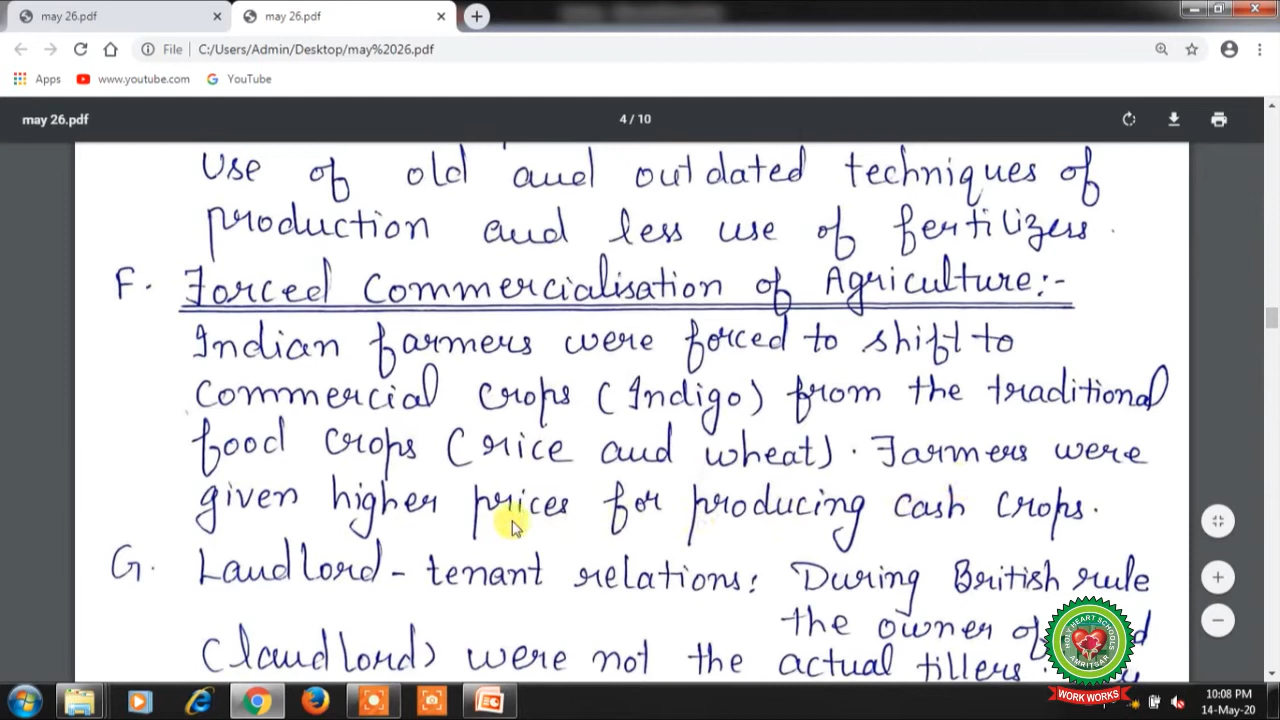 may 26.pdf
may 26.pdf
File C:/Users/Admin/Desktop/may%2026.pdf
Apps www.youtube.com YouTube
may 26.pdf 4 / 10
Use of old and outdated techniques of
production and less use of fertilizers.
F. Forced Commercialisation of Agriculture:-
Indian farmers were forced to shift to
commercial crops (Indigo) from the traditional
food crops (rice and wheat). Farmers were
given higher prices for producing cash crops.
G. Landlord-tenant relations: During British rule
the owner of
(landlord) were not the actual tillers.
HOLY HEART SCHOOLS
AMRITSAR
WORK WORKS
10:08 PM
14-May-20